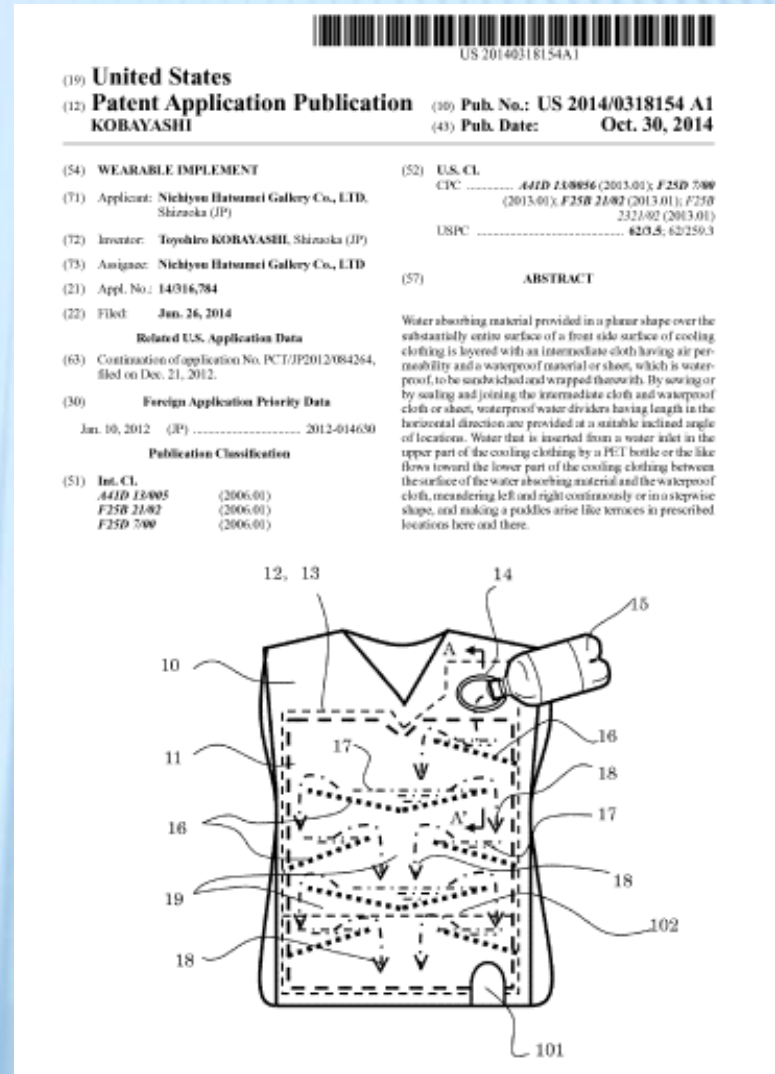 US 20140318154A1
(19) United States
(12) Patent Application Publication
KOBAYASHI
(10) Pub. No.: US 2014/0318154 A1
(43) Pub. Date: Oct. 30, 2014
(54) WEARABLE IMPLEMENT
(71) Applicant: Nichiyou Hatsumei Gallery Co., LTD,
Shizuoka (JP)
(72) Inventor: Toyohiro KOBAYASHI, Shizuoka (JP)
(73) Assignee: Nichiyou Hatsumei Gallery Co., LTD
(21) Appl. No.: 14/316,784
(22) Filed: Jun. 26, 2014
Related U.S. Application Data
(63) Continuation of application No. PCT/JP2012/084264,
filed on Dec. 21, 2012.
(30) Foreign Application Priority Data
Jan. 10, 2012 (JP) ................................. 2012-014630
Publication Classification
(51) Int. Cl.
A41D 13/005 (2006.01)
F25B 21/02 (2006.01)
F25D 7/00 (2006.01)
(52) U.S. Cl.
CPC ............ A41D 13/0056 (2013.01); F25D 7/00
(2013.01); F25B 21/02 (2013.01); F25B
2321/02 (2013.01)
USPC ..................................... 62/3.5; 62/259.3
(57) ABSTRACT
Water absorbing material provided in a planar shape over the
substantially entire surface of a front side surface of cooling
clothing is layered with an intermediate cloth having air per-
meability and a waterproof material or sheet, which is water-
proof, to be sandwiched and wrapped therewith. By sewing or
by sealing and joining the intermediate cloth and waterproof
cloth or sheet, waterproof water dividers having length in the
horizontal direction are provided at a suitable inclined angle
of locations. Water that is inserted from a water inlet in the
upper part of the cooling clothing by a PET bottle or the like
flows toward the lower part of the cooling clothing between
the surface of the water absorbing material and the waterproof
cloth, meandering left and right continuously or in a stepwise
shape, and making a puddles arise like terraces in prescribed
locations here and there.
12, 13
14
15
10
A
11
17
16
18
16
A'
17
19
18
102
18
101